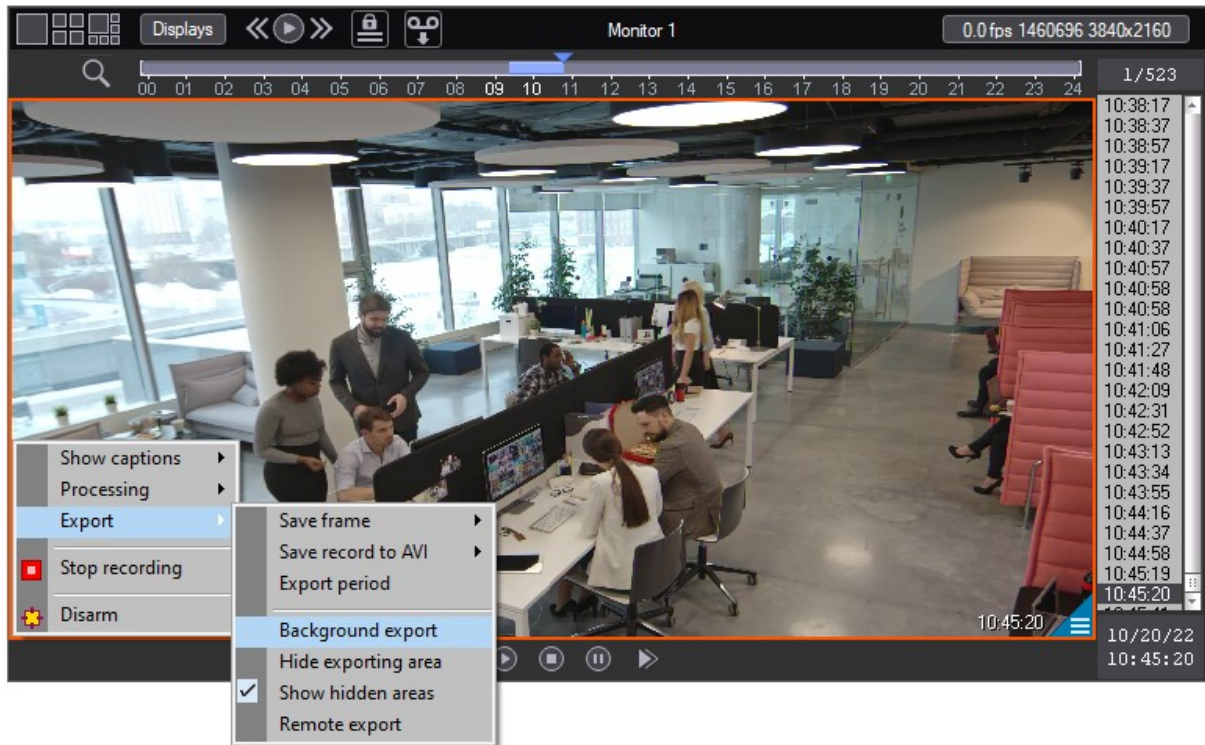 Displays
Monitor 1
0.0 fps 1460696 3840x2160
00 01 02 03 04 05 06 07 08 09 10 11 12 13 14 15 16 17 18 19 20 21 22 23 24
1/523
10:38:17
10:38:37
10:38:57
10:39:17
10:39:37
10:39:57
10:40:17
10:40:37
10:40:57
10:40:58
10:40:58
10:41:06
10:41:27
10:41:48
10:42:09
10:42:31
10:42:52
10:43:13
10:43:34
10:43:55
10:44:16
10:44:37
10:44:58
10:45:19
10:45:20
10:45:20
10/20/22
10:45:20
Show captions
Processing
Export
Stop recording
Disarm
Save frame
Save record to AVI
Export period
Background export
Hide exporting area
Show hidden areas
Remote export